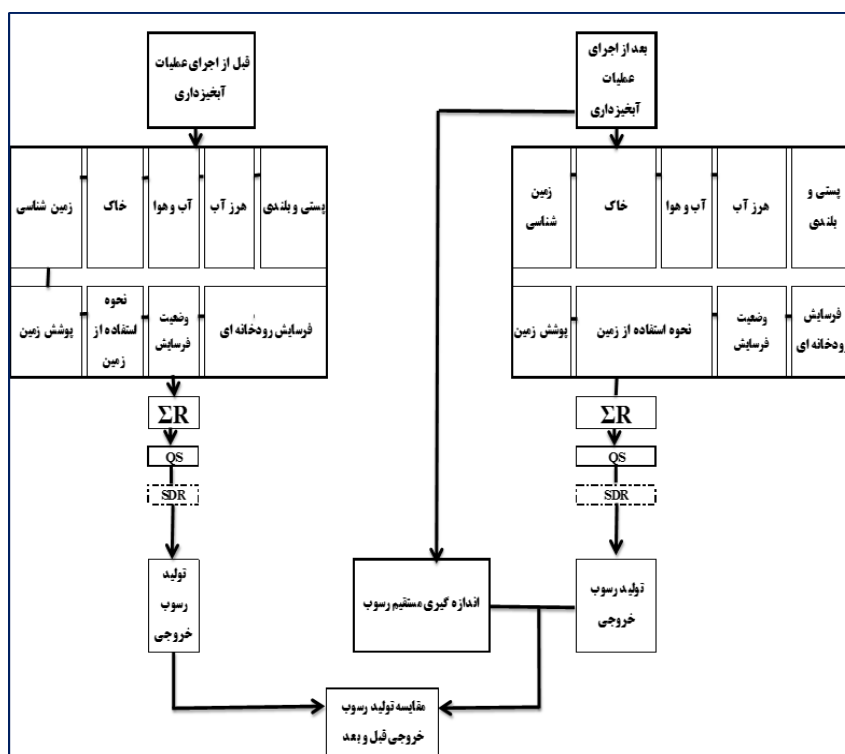 بعد از اجرای
عملیات
آبخیزداری
قبل از اجرای عملیات
آبخیزداری
پستی و
بلندی
هرز آب
آب و هوا
خاک
زمین
شناسی
پستی و بلندی
هرز آب
آب و هوا
خاک
زمین شناسی
فرسایش
رودخانه ای
وضعیت
فرسایش
نحوه استفاده از زمین
پوشش زمین
فرسایش رودخانه ای
وضعیت
فرسایش
نحوه
استفاده از
زمین
پوشش زمین
ΣR
ΣR
QS
QS
SDR
SDR
تولید رسوب
خروجی
اندازه گیری مستقیم رسوب
تولید
رسوب
خروجی
مقایسه تولید رسوب
خروجی قبل و بعد